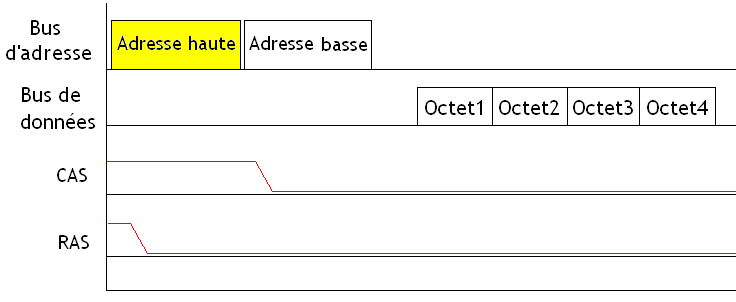 Bus
d'adresse
Adresse haute
Adresse basse
Bus de
données
Octet1
Octet2
Octet3
Octet4
CAS
RAS